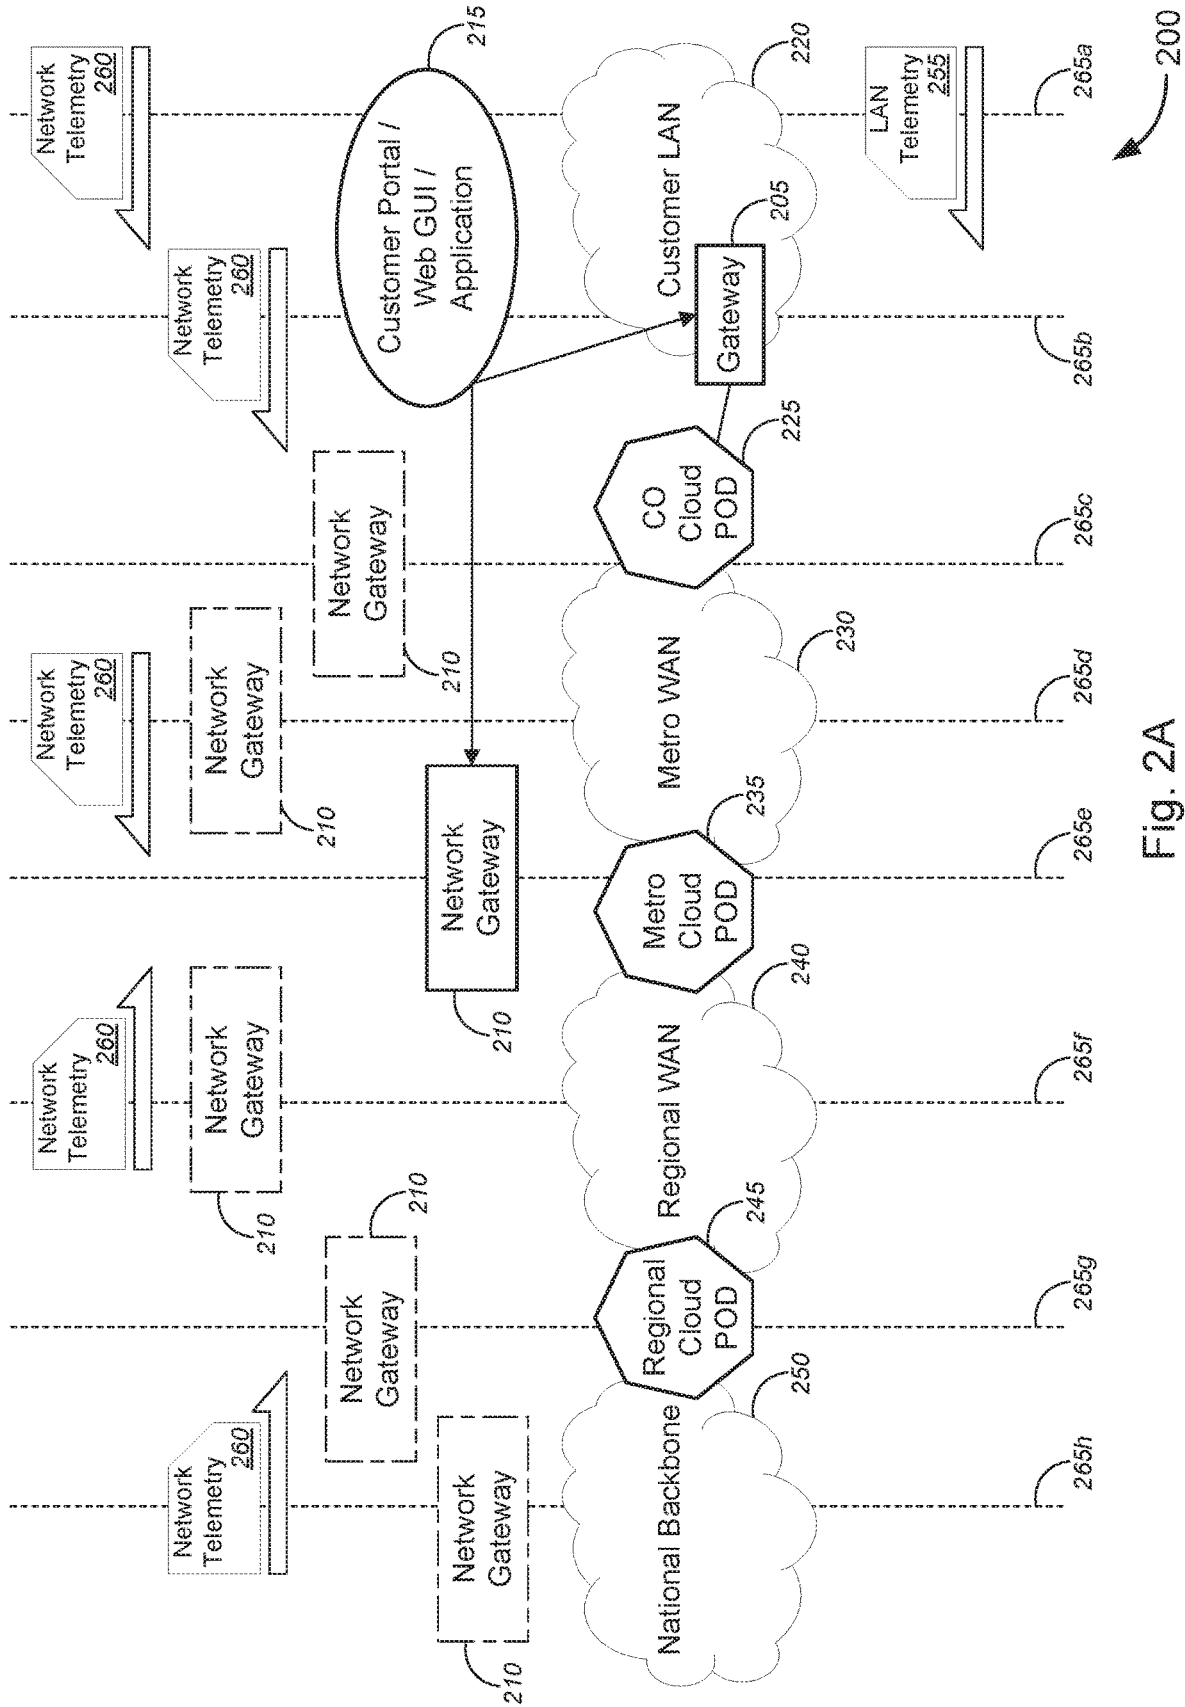 Network
Telemetry
260
Network
Telemetry
260
Network
Telemetry
260
Network
Telemetry
260
Network
Telemetry
260
Network
Gateway
210
Network
Gateway
210
Network
Gateway
210
Network
Gateway
210
Network
Gateway
210
Network
Gateway
210
Customer Portal /
Web GUI /
Application
215
National Backbone
250
Regional
Cloud
POD
245
Regional WAN
240
Metro
Cloud
POD
235
Metro WAN
230
CO
Cloud
POD
225
Gateway
205
Customer LAN
220
LAN
Telemetry
255
265h
265g
265f
265e
265d
265c
265b
265a
200
Fig. 2A